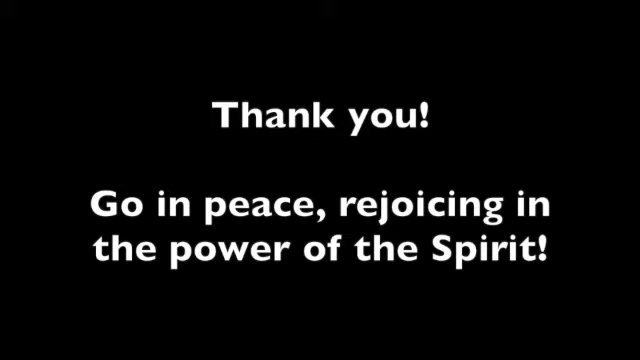 Thank you!
Go in peace, rejoicing in
the power of the Spirit!